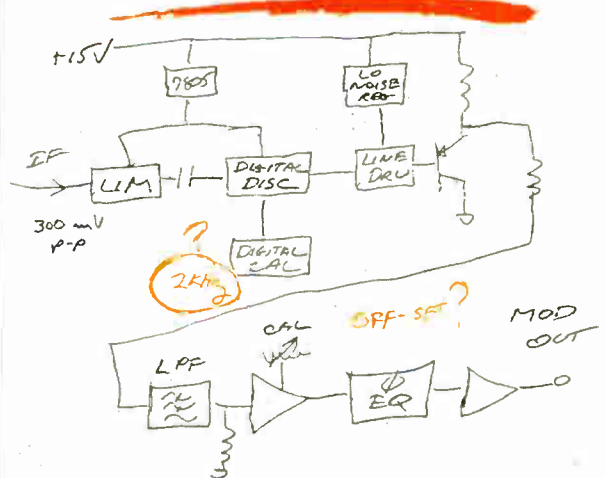 +15V
7805
LO
NOISE
REG
IF
LIM
DIGITAL
DISC
LINE
DRV
300 mV
P-P
DIGITAL
CAL
?
2KHz
OFF-SET?
CAL
MOD
OUT
LPF
φ
EQ